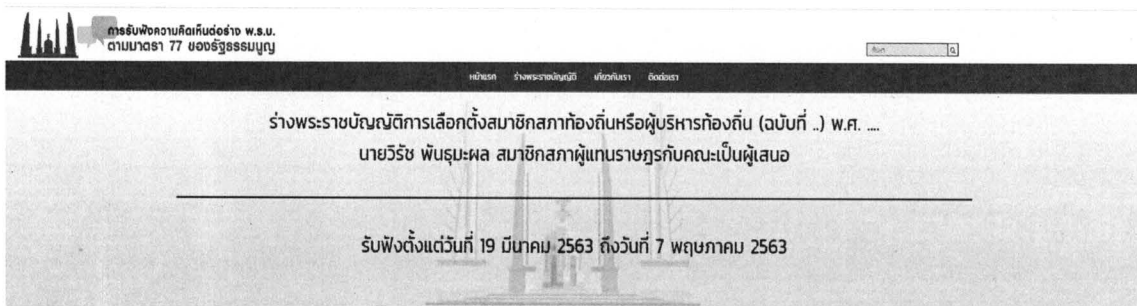 การรับฟังความคิดเห็นต่อร่าง พ.ร.บ.
ตามมาตรา 77 ของรัฐธรรมนูญ
ค้นหา
หน้าแรก ร่างพระราชบัญญัติ เกี่ยวกับเรา ติดต่อเรา
ร่างพระราชบัญญัติการเลือกตั้งสมาชิกสภาท้องถิ่นหรือผู้บริหารท้องถิ่น (ฉบับที่ ..) พ.ศ. ....
นายวิรัช พันธุมะผล สมาชิกสภาผู้แทนราษฎรกับคณะเป็นผู้เสนอ
รับฟังตั้งแต่วันที่ 19 มีนาคม 2563 ถึงวันที่ 7 พฤษภาคม 2563